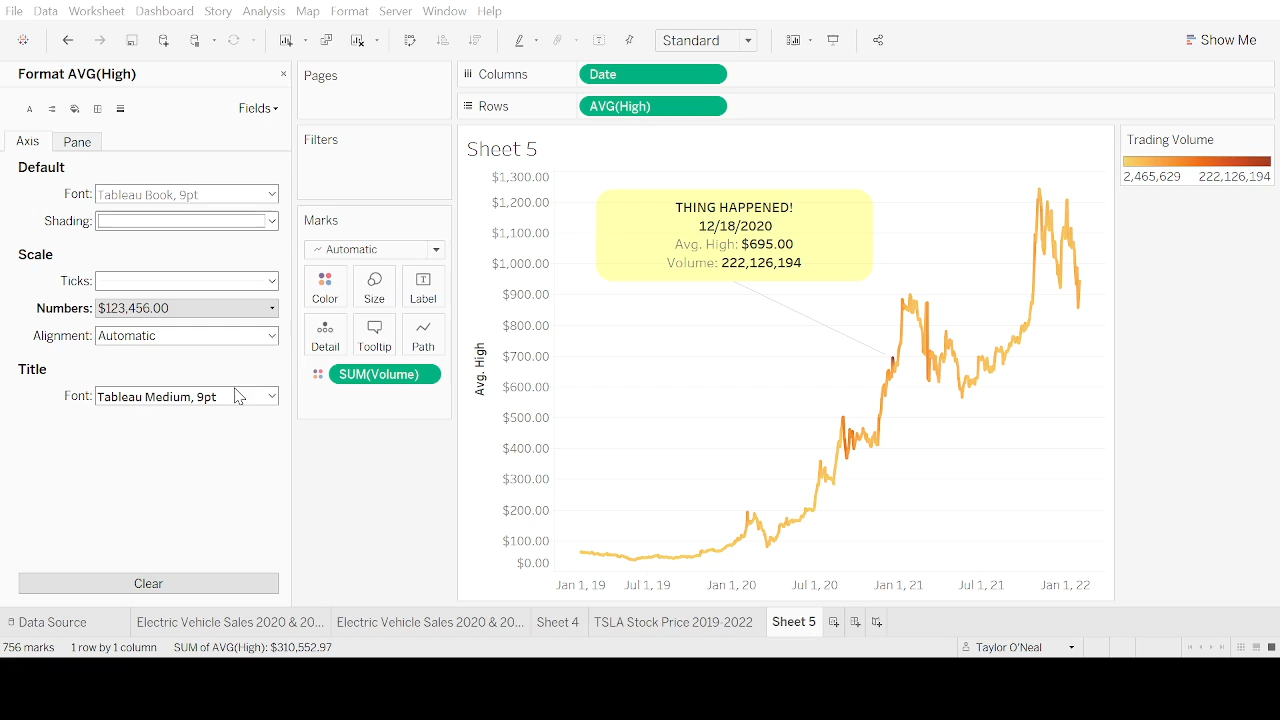 File Data Worksheet Dashboard Story Analysis Map Format Server Window Help
Standard
Show Me
Format AVG(High)
Fields
Axis
Pane
Default
Font: Tableau Book, 9pt
Shading:
Scale
Ticks:
Numbers: $123,456.00
Alignment: Automatic
Title
Font: Tableau Medium, 9pt
Clear
Pages
Filters
Marks
Automatic
Color
Size
Label
Detail
Tooltip
Path
SUM(Volume)
Columns
Date
Rows
AVG(High)
Sheet 5
$1,300.00
$1,200.00
$1,100.00
$1,000.00
$900.00
$800.00
$700.00
$600.00
$500.00
$400.00
$300.00
$200.00
$100.00
$0.00
Avg. High
THING HAPPENED!
12/18/2020
Avg. High: $695.00
Volume: 222,126,194
Jan 1, 19
Jul 1, 19
Jan 1, 20
Jul 1, 20
Jan 1, 21
Jul 1, 21
Jan 1, 22
Trading Volume
2,465,629 222,126,194
Data Source
Electric Vehicle Sales 2020 & 20...
Electric Vehicle Sales 2020 & 20...
Sheet 4
TSLA Stock Price 2019-2022
Sheet 5
756 marks
1 row by 1 column
SUM of AVG(High): $310,552.97
Taylor O'Neal